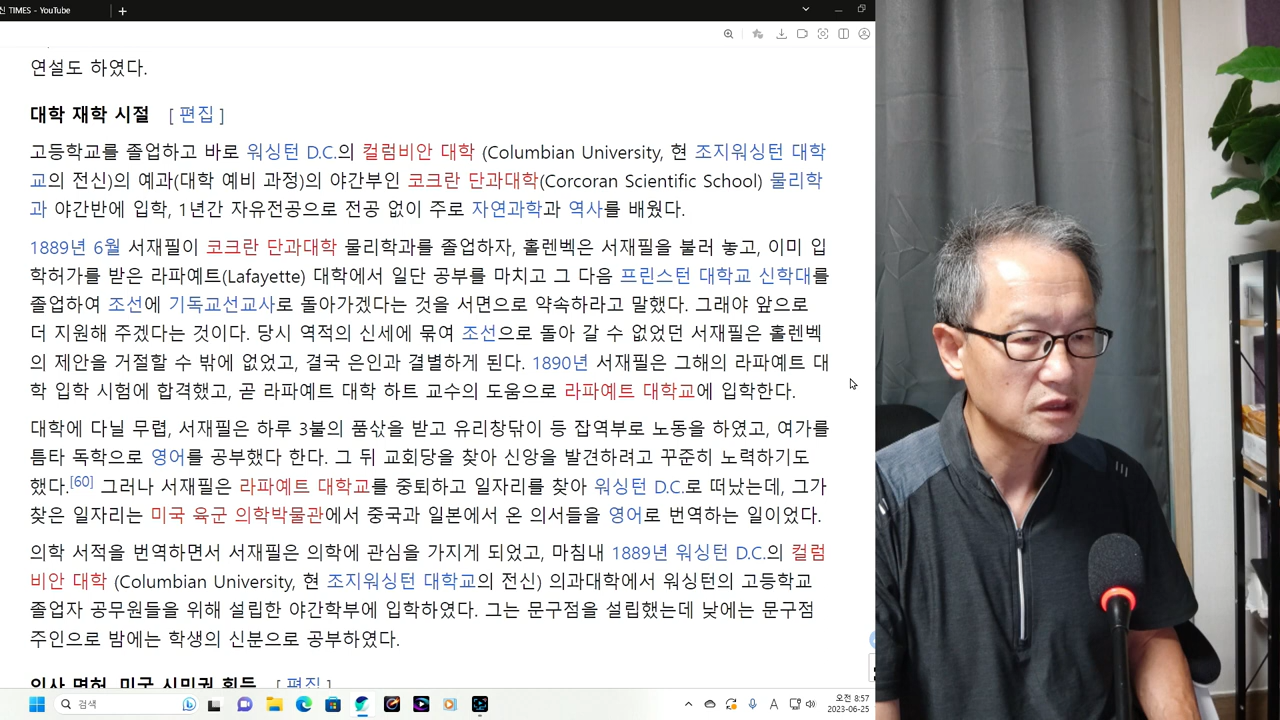 신 TIMES - YouTube
연설도 하였다.
대학 재학 시절 [ 편집 ]
고등학교를 졸업하고 바로 워싱턴 D.C.의 컬럼비안 대학 (Columbian University, 현 조지워싱턴 대학
교의 전신)의 예과(대학 예비 과정)의 야간부인 코크란 단과대학(Corcoran Scientific School) 물리학
과 야간반에 입학, 1년간 자유전공으로 전공 없이 주로 자연과학과 역사를 배웠다.
1889년 6월 서재필이 코크란 단과대학 물리학과를 졸업하자, 홀렌벡은 서재필을 불러 놓고, 이미 입
학허가를 받은 라파예트(Lafayette) 대학에서 일단 공부를 마치고 그 다음 프린스턴 대학교 신학대를
졸업하여 조선에 기독교선교사로 돌아가겠다는 것을 서면으로 약속하라고 말했다. 그래야 앞으로
더 지원해 주겠다는 것이다. 당시 역적의 신세에 묶여 조선으로 돌아 갈 수 없었던 서재필은 홀렌벡
의 제안을 거절할 수 밖에 없었고, 결국 은인과 결별하게 된다. 1890년 서재필은 그해의 라파예트 대
학 입학 시험에 합격했고, 곧 라파예트 대학 하트 교수의 도움으로 라파예트 대학교에 입학한다.
대학에 다닐 무렵, 서재필은 하루 3불의 품삯을 받고 유리창닦이 등 잡역부로 노동을 하였고, 여가를
틈타 독학으로 영어를 공부했다 한다. 그 뒤 교회당을 찾아 신앙을 발견하려고 꾸준히 노력하기도
했다.[60] 그러나 서재필은 라파예트 대학교를 중퇴하고 일자리를 찾아 워싱턴 D.C.로 떠났는데, 그가
찾은 일자리는 미국 육군 의학박물관에서 중국과 일본에서 온 의서들을 영어로 번역하는 일이었다.
의학 서적을 번역하면서 서재필은 의학에 관심을 가지게 되었고, 마침내 1889년 워싱턴 D.C.의 컬럼
비안 대학 (Columbian University, 현 조지워싱턴 대학교의 전신) 의과대학에서 워싱턴의 고등학교
졸업자 공무원들을 위해 설립한 야간학부에 입학하였다. 그는 문구점을 설립했는데 낮에는 문구점
주인으로 밤에는 학생의 신분으로 공부하였다.
의사 면허, 미국 시민권 획득 [ 편집 ]
검색
A
오전 8:57
2023-06-25